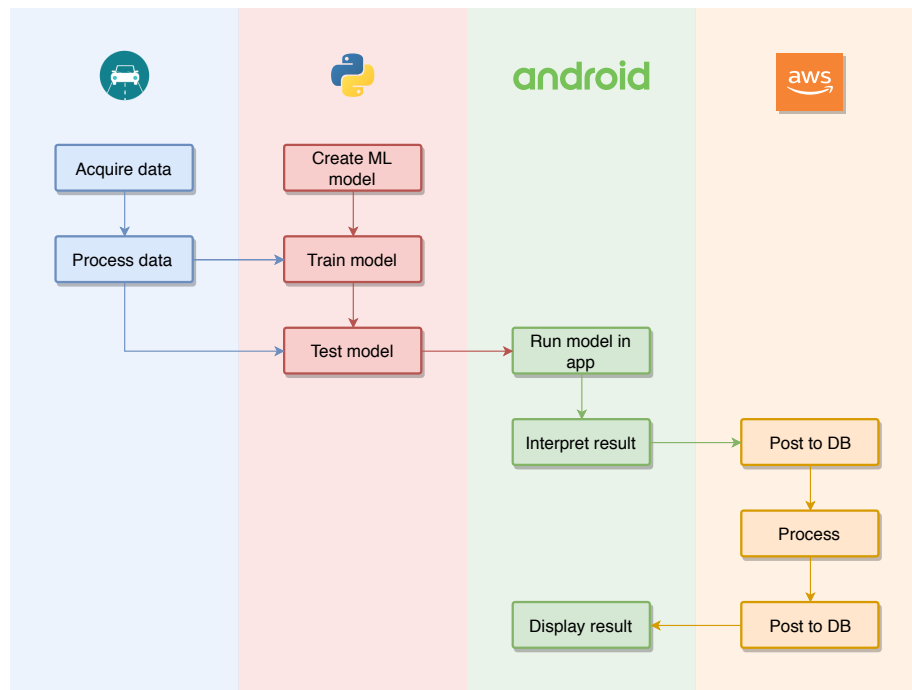 android
aws
Acquire data
Create ML
model
Process data
Train model
Test model
Run model in
app
Interpret result
Post to DB
Process
Display result
Post to DB